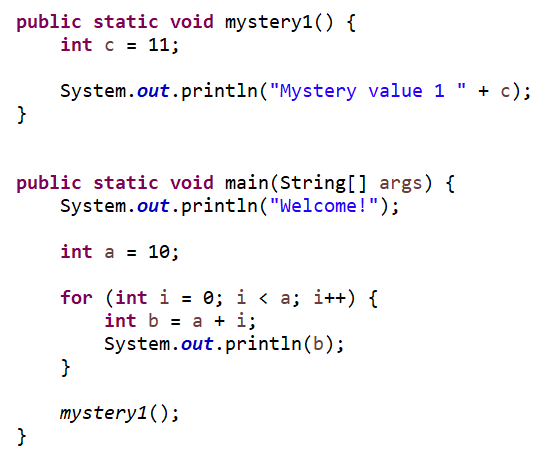 public static void mystery1() {
    int c = 11;

    System.out.println("Mystery value 1 " + c);
}


public static void main(String[] args) {
    System.out.println("Welcome!");

    int a = 10;

    for (int i = 0; i < a; i++) {
        int b = a + i;
        System.out.println(b);
    }

    mystery1();
}